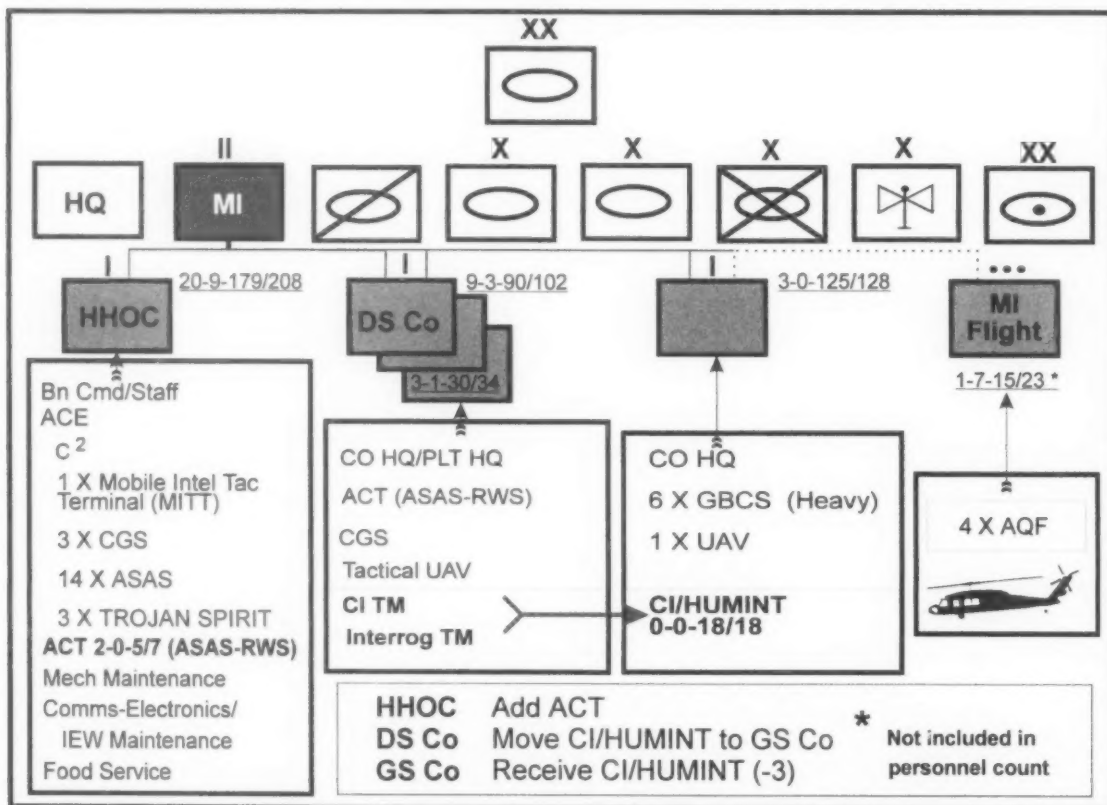 XX
II
X
X
X
XX
HQ
MI
I
20-9-179/208
I
9-3-90/102
I
3-0-125/128
HHOC
DS Co
MI
Flight
3-1-30/34
1-7-15/23 *
Bn Cmd/Staff
ACE
C 2
1 X Mobile Intel Tac
Terminal (MITT)
3 X CGS
14 X ASAS
3 X TROJAN SPIRIT
ACT 2-0-5/7 (ASAS-RWS)
Mech Maintenance
Comms-Electronics/
IEW Maintenance
Food Service
CO HQ/PLT HQ
ACT (ASAS-RWS)
CGS
Tactical UAV
CI TM
Interrog TM
CO HQ
6 X GBCS (Heavy)
1 X UAV
CI/HUMINT
0-0-18/18
4 X AQF
HHOC Add ACT
DS Co Move CI/HUMINT to GS Co
GS Co Receive CI/HUMINT (-3)
* Not included in
personnel count